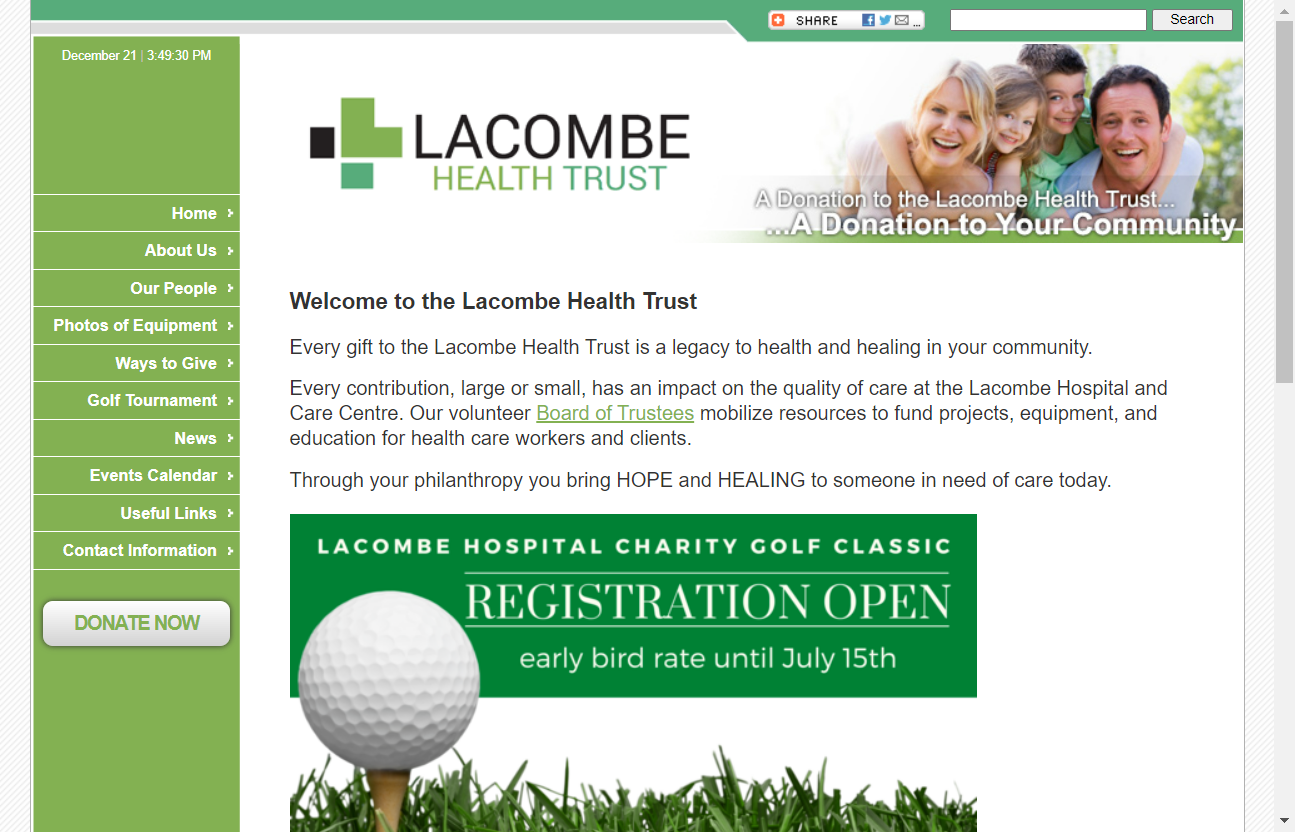 SHARE ...
Search
December 21 | 3:49:30 PM
LACOMBE
HEALTH TRUST
A Donation to the Lacombe Health Trust...
...A Donation to Your Community
Home
About Us
Our People
Photos of Equipment
Ways to Give
Golf Tournament
News
Events Calendar
Useful Links
Contact Information
DONATE NOW
Welcome to the Lacombe Health Trust
Every gift to the Lacombe Health Trust is a legacy to health and healing in your community.
Every contribution, large or small, has an impact on the quality of care at the Lacombe Hospital and
Care Centre. Our volunteer Board of Trustees mobilize resources to fund projects, equipment, and
education for health care workers and clients.
Through your philanthropy you bring HOPE and HEALING to someone in need of care today.
LACOMBE HOSPITAL CHARITY GOLF CLASSIC
REGISTRATION OPEN
early bird rate until July 15th